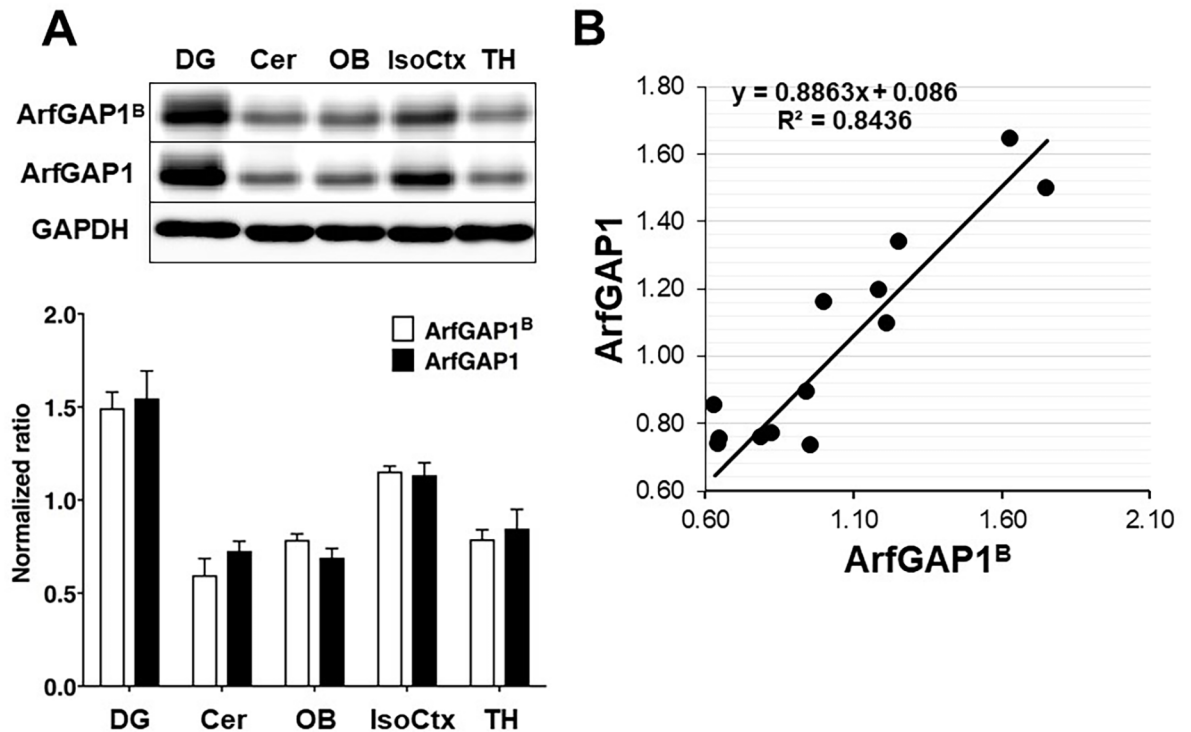 A
DG Cer OB IsoCtx TH
ArfGAP1ᴮ
ArfGAP1
GAPDH
2.0
1.5
1.0
0.5
0.0
Normalized ratio
ArfGAP1ᴮ
ArfGAP1
DG Cer OB IsoCtx TH
B
y = 0.8863x + 0.086
R² = 0.8436
1.80
1.60
1.40
1.20
1.00
0.80
0.60
ArfGAP1
0.60 1.10 1.60 2.10
ArfGAP1ᴮ